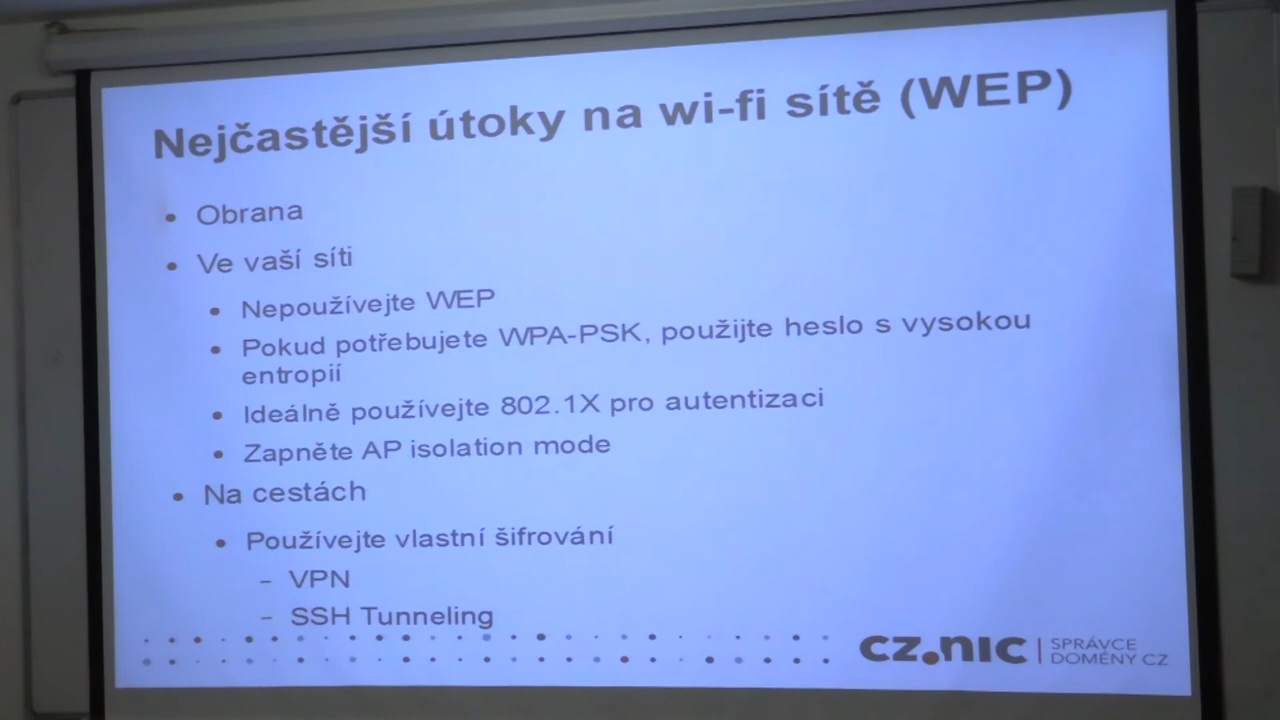 Nejčastější útoky na wi-fi sítě (WEP)
• Obrana
• Ve vaší síti
• Nepoužívejte WEP
• Pokud potřebujete WPA-PSK, použijte heslo s vysokou
entropií
• Ideálně používejte 802.1X pro autentizaci
• Zapněte AP isolation mode
• Na cestách
• Používejte vlastní šifrování
– VPN
– SSH Tunneling
cz.nic | SPRÁVCE
DOMÉNY CZ